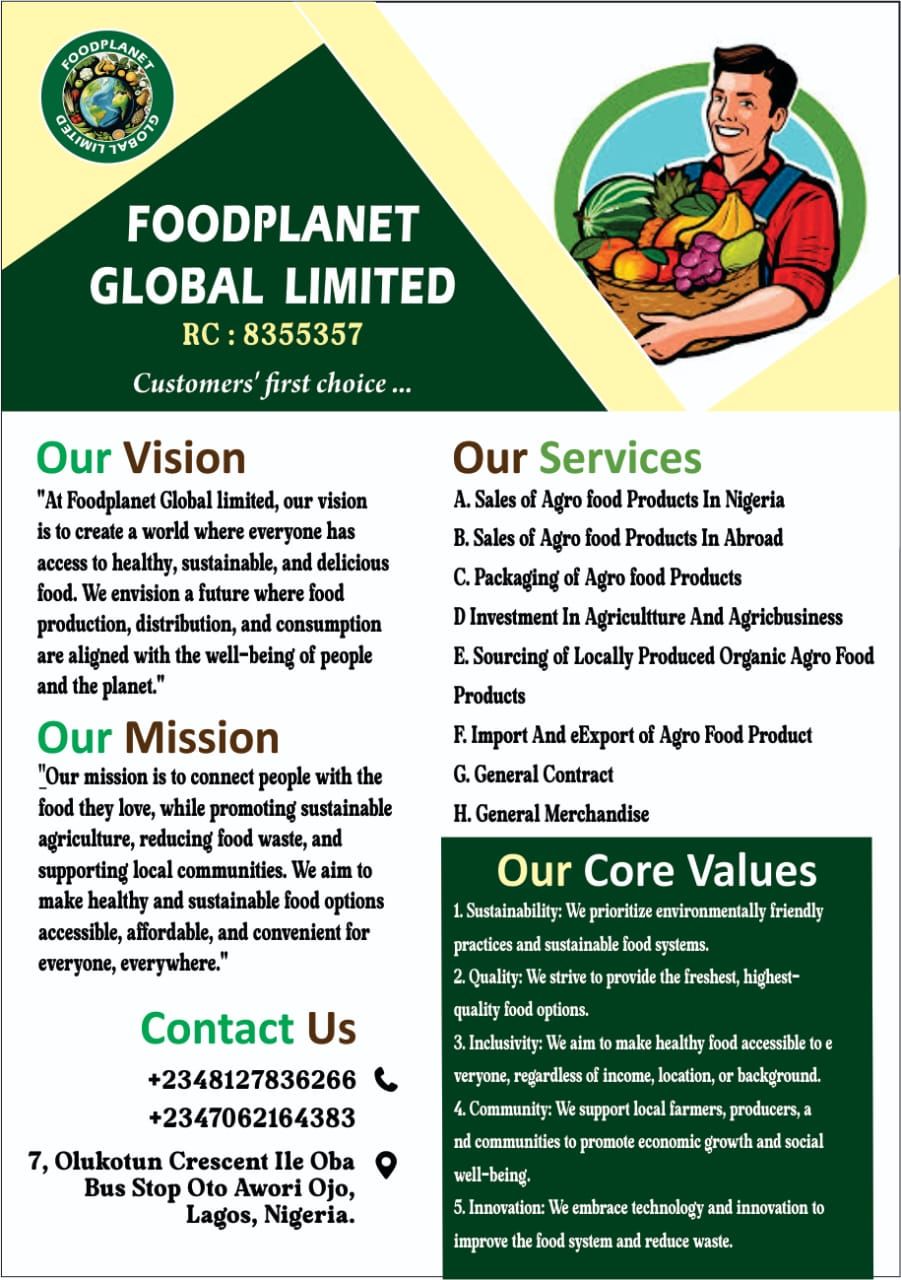 FOODPLANET
GLOBAL LIMITED
FOODPLANET
GLOBAL LIMITED
RC : 8355357
Customers' first choice ...
Our Vision
"At Foodplanet Global limited, our vision
is to create a world where everyone has
access to healthy, sustainable, and delicious
food. We envision a future where food
production, distribution, and consumption
are aligned with the well-being of people
and the planet."
Our Mission
"Our mission is to connect people with the
food they love, while promoting sustainable
agriculture, reducing food waste, and
supporting local communities. We aim to
make healthy and sustainable food options
accessible, affordable, and convenient for
everyone, everywhere."
Contact Us
+2348127836266
+2347062164383
7, Olukotun Crescent Ile Oba
Bus Stop Oto Awori Ojo,
Lagos, Nigeria.
Our Services
A. Sales of Agro food Products In Nigeria
B. Sales of Agro food Products In Abroad
C. Packaging of Agro food Products
D Investment In Agricultture And Agricbusiness
E. Sourcing of Locally Produced Organic Agro Food
Products
F. Import And eExport of Agro Food Product
G. General Contract
H. General Merchandise
Our Core Values
1. Sustainability: We prioritize environmentally friendly
practices and sustainable food systems.
2. Quality: We strive to provide the freshest, highest-
quality food options.
3. Inclusivity: We aim to make healthy food accessible to e
veryone, regardless of income, location, or background.
4. Community: We support local farmers, producers, a
nd communities to promote economic growth and social
well-being.
5. Innovation: We embrace technology and innovation to
improve the food system and reduce waste.